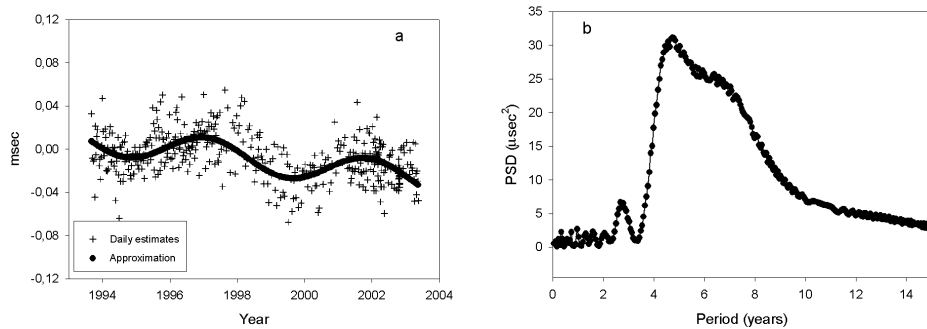 a
0,12
0,08
0,04
0,00
-0,04
-0,08
-0,12
msec
+ Daily estimates
● Approximation
1994 1996 1998 2000 2002 2004
Year
b
35
30
25
20
15
10
5
0
PSD (μsec²)
0 2 4 6 8 10 12 14
Period (years)